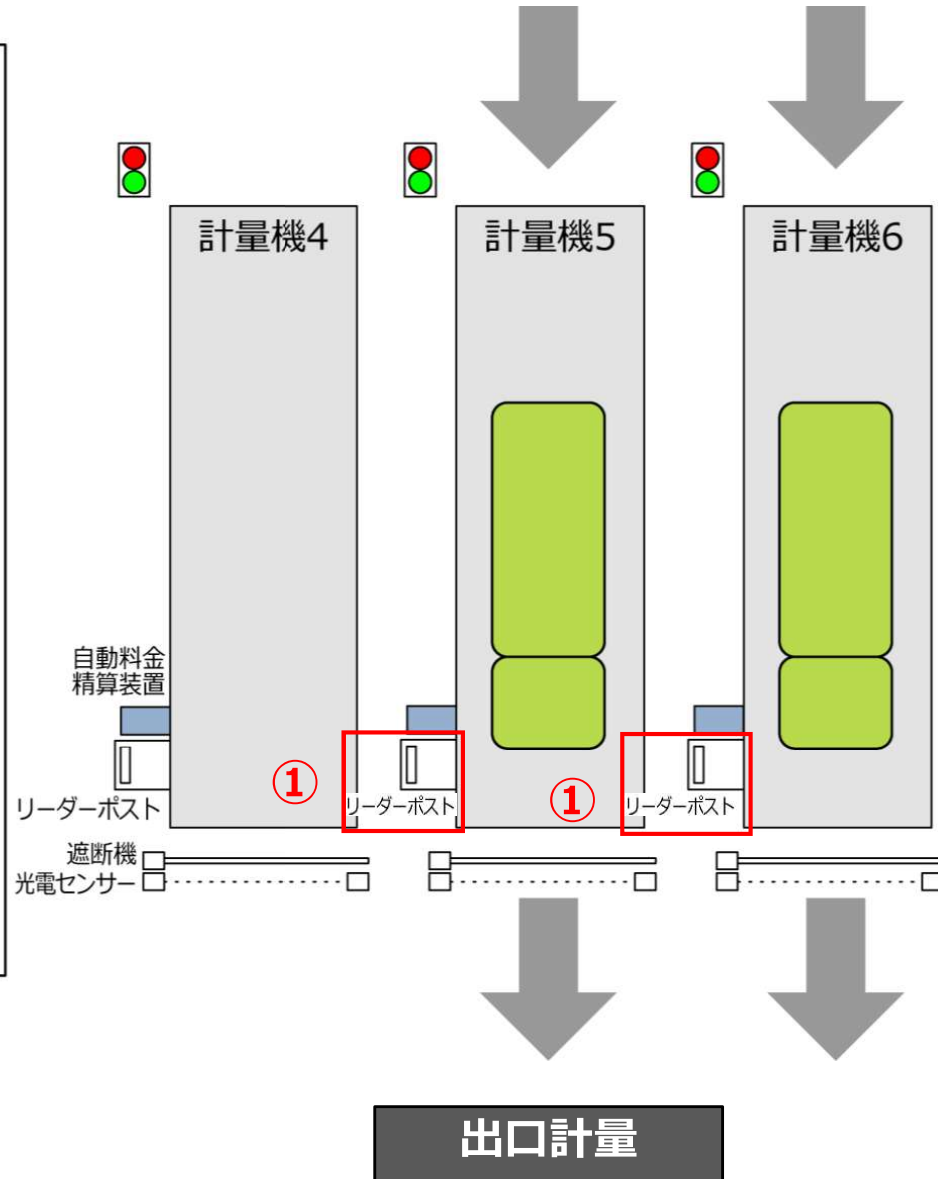 計量機4
計量機5
計量機6
自動料金
精算装置
①
①
リーダーポスト
リーダーポスト
リーダーポスト
遮断機
光電センサー
出口計量